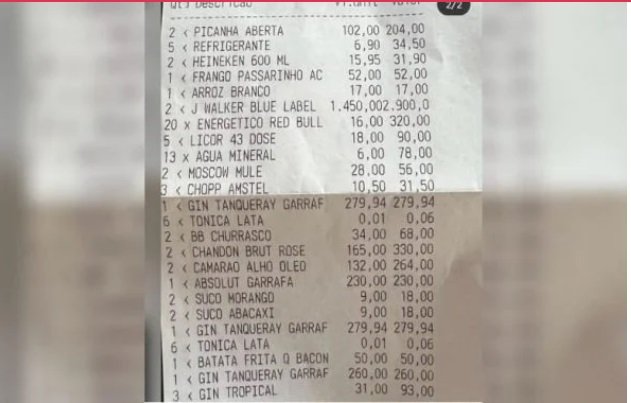 Qtd Descricao Vl.Unit Valor
2/2
2 x PICANHA ABERTA 102,00 204,00
5 x REFRIGERANTE 6,90 34,50
2 x HEINEKEN 600 ML 15,95 31,90
1 x FRANGO PASSARINHO AC 52,00 52,00
1 x ARROZ BRANCO 17,00 17,00
2 x J WALKER BLUE LABEL 1.450,002.900,0
20 x ENERGETICO RED BULL 16,00 320,00
5 x LICOR 43 DOSE 18,00 90,00
13 x AGUA MINERAL 6,00 78,00
2 x MOSCOW MULE 28,00 56,00
3 x CHOPP AMSTEL 10,50 31,50
1 x GIN TANQUERAY GARRAF 279,94 279,94
6 x TONICA LATA 0,01 0,06
2 x BB CHURRASCO 34,00 68,00
2 x CHANDON BRUT ROSE 165,00 330,00
2 x CAMARAO ALHO OLEO 132,00 264,00
1 x ABSOLUT GARRAFA 230,00 230,00
2 x SUCO MORANGO 9,00 18,00
2 x SUCO ABACAXI 9,00 18,00
1 x GIN TANQUERAY GARRAF 279,94 279,94
6 x TONICA LATA 0,01 0,06
1 x BATATA FRITA Q BACON 50,00 50,00
1 x GIN TANQUERAY GARRAF 260,00 260,00
3 x GIN TROPICAL 31,00 93,00